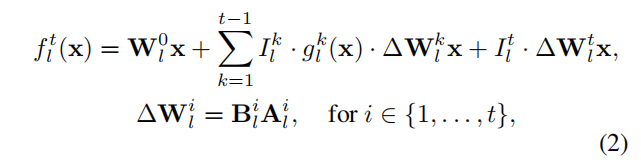 f_l^t(x) = W_l^0 x + \sum_{k=1}^{t-1} I_l^k · g_l^k(x) · ΔW_l^k x + I_l^t · ΔW_l^t x,
ΔW_l^i = B_l^i A_l^i, for i ∈ {1, . . . , t},
(2)